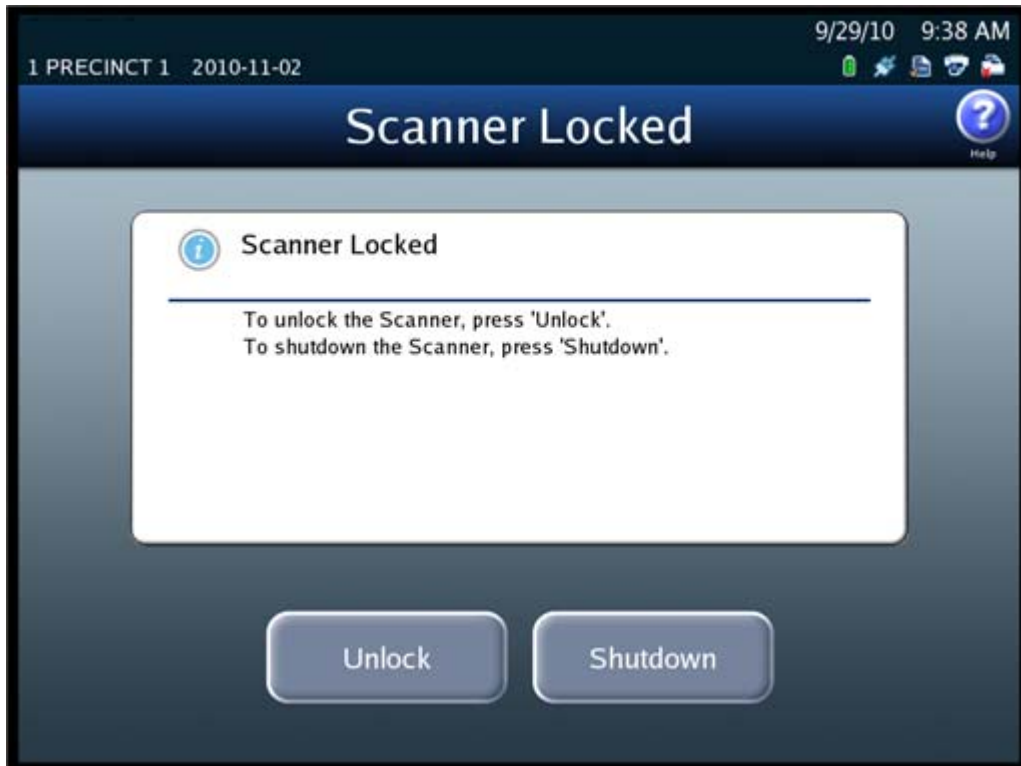 9/29/10 9:38 AM
1 PRECINCT 1 2010-11-02
Scanner Locked
Help
Scanner Locked
To unlock the Scanner, press 'Unlock'.
To shutdown the Scanner, press 'Shutdown'.
Unlock Shutdown